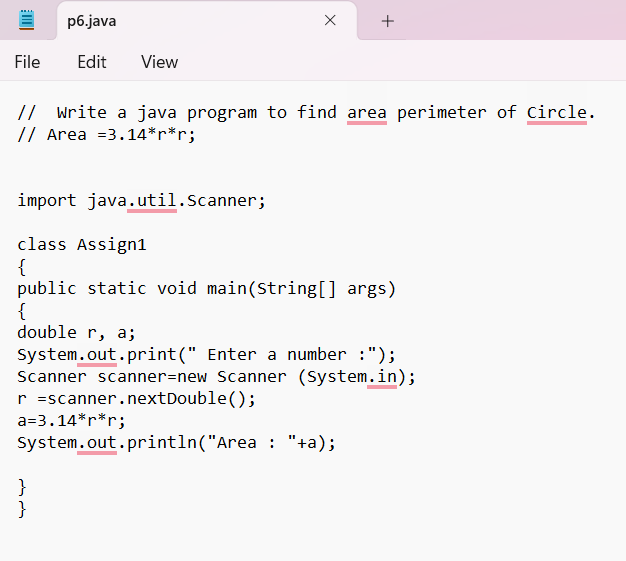 p6.java
File Edit View
//  Write a java program to find area perimeter of Circle.
// Area =3.14*r*r;
import java.util.Scanner;
class Assign1
{
public static void main(String[] args)
{
double r, a;
System.out.print(" Enter a number :");
Scanner scanner=new Scanner (System.in);
r =scanner.nextDouble();
a=3.14*r*r;
System.out.println("Area : "+a);
}
}